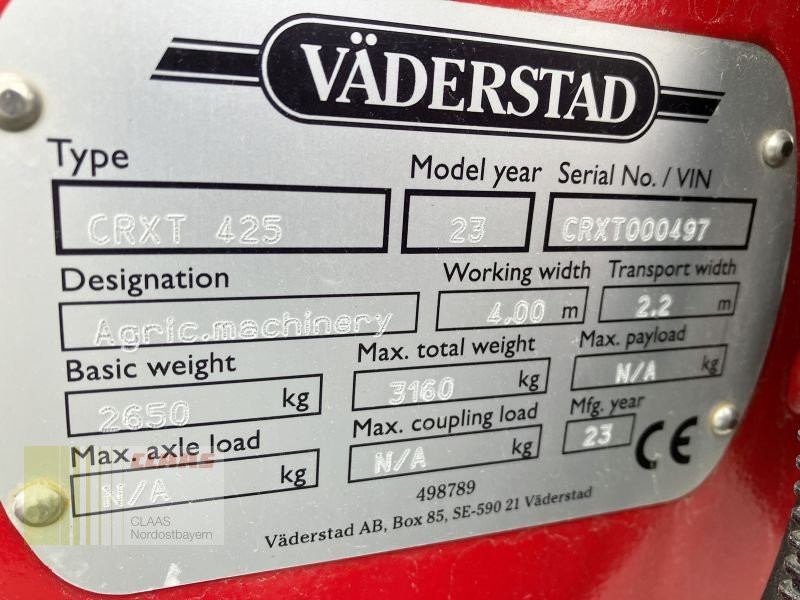 VÄDERSTAD
Type Model year Serial No. / VIN
CRXT 425 23 CRXT000497
Designation Working width Transport width
Agric.machinery 4.00 m 2.2 m
Basic weight Max. total weight Max. payload
2650 kg 3160 kg N/A kg
Max. axle load Max. coupling load Mfg. year
N/A kg N/A kg 23 CE
498789
Väderstad AB, Box 85, SE-590 21 Väderstad
CLAAS
CLAAS
Nordostbayern